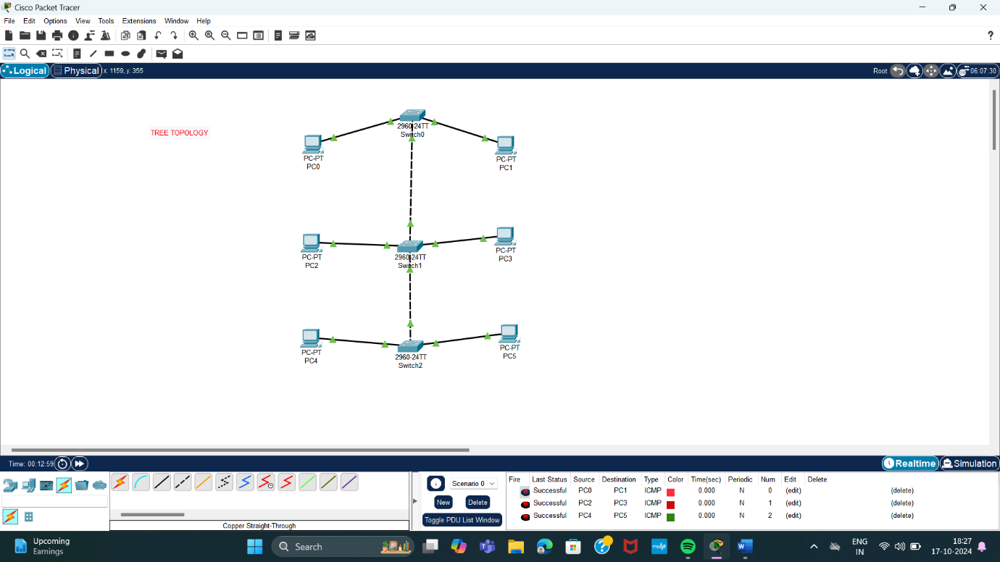 Cisco Packet Tracer
File Edit Options View Tools Extensions Window Help
Logical Physical x: 1159, y: 355 Root 06:07:30
TREE TOPOLOGY
2960-24TT
Switch0
PC-PT
PC0
PC-PT
PC1
PC-PT
PC2
2960-24TT
Switch1
PC-PT
PC3
PC-PT
PC4
2960-24TT
Switch2
PC-PT
PC5
Time: 00:12:59 Realtime Simulation
Scenario 0
New Delete
Toggle PDU List Window
Copper Straight-Through
Fire Last Status Source Destination Type Color Time(sec) Periodic Num Edit Delete
Successful PC0 PC1 ICMP 0.000 N 0 (edit) (delete)
Successful PC2 PC3 ICMP 0.000 N 1 (edit) (delete)
Successful PC4 PC5 ICMP 0.000 N 2 (edit) (delete)
Upcoming
Earnings
Search
ENG
IN
18:27
17-10-2024